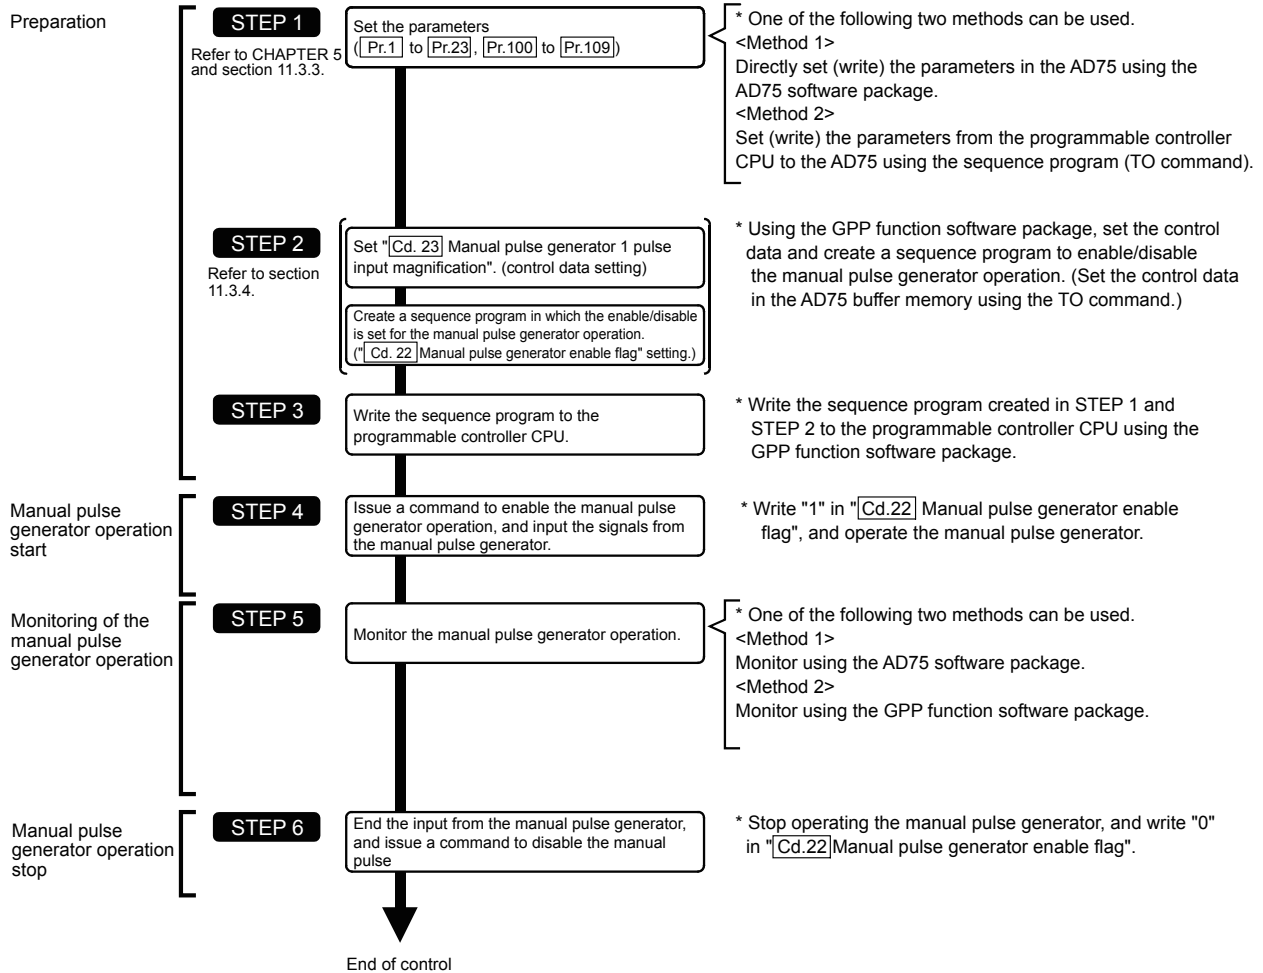 Preparation
STEP 1
Refer to CHAPTER 5
and section 11.3.3.
Set the parameters
( Pr.1 to Pr.23 , Pr.100 to Pr.109 )
* One of the following two methods can be used.
<Method 1>
Directly set (write) the parameters in the AD75 using the
AD75 software package.
<Method 2>
Set (write) the parameters from the programmable controller
CPU to the AD75 using the sequence program (TO command).
STEP 2
Refer to section
11.3.4.
Set "Cd. 23 Manual pulse generator 1 pulse
input magnification". (control data setting)
Create a sequence program in which the enable/disable
is set for the manual pulse generator operation.
("Cd. 22 Manual pulse generator enable flag" setting.)
* Using the GPP function software package, set the control
data and create a sequence program to enable/disable
the manual pulse generator operation. (Set the control data
in the AD75 buffer memory using the TO command.)
STEP 3
Write the sequence program to the
programmable controller CPU.
* Write the sequence program created in STEP 1 and
STEP 2 to the programmable controller CPU using the
GPP function software package.
Manual pulse
generator operation
start
STEP 4
Issue a command to enable the manual pulse
generator operation, and input the signals from
the manual pulse generator.
* Write "1" in "Cd.22 Manual pulse generator enable
flag", and operate the manual pulse generator.
Monitoring of the
manual pulse
generator operation
STEP 5
Monitor the manual pulse generator operation.
* One of the following two methods can be used.
<Method 1>
Monitor using the AD75 software package.
<Method 2>
Monitor using the GPP function software package.
Manual pulse
generator operation
stop
STEP 6
End the input from the manual pulse generator,
and issue a command to disable the manual
pulse
* Stop operating the manual pulse generator, and write "0"
in "Cd.22 Manual pulse generator enable flag".
End of control